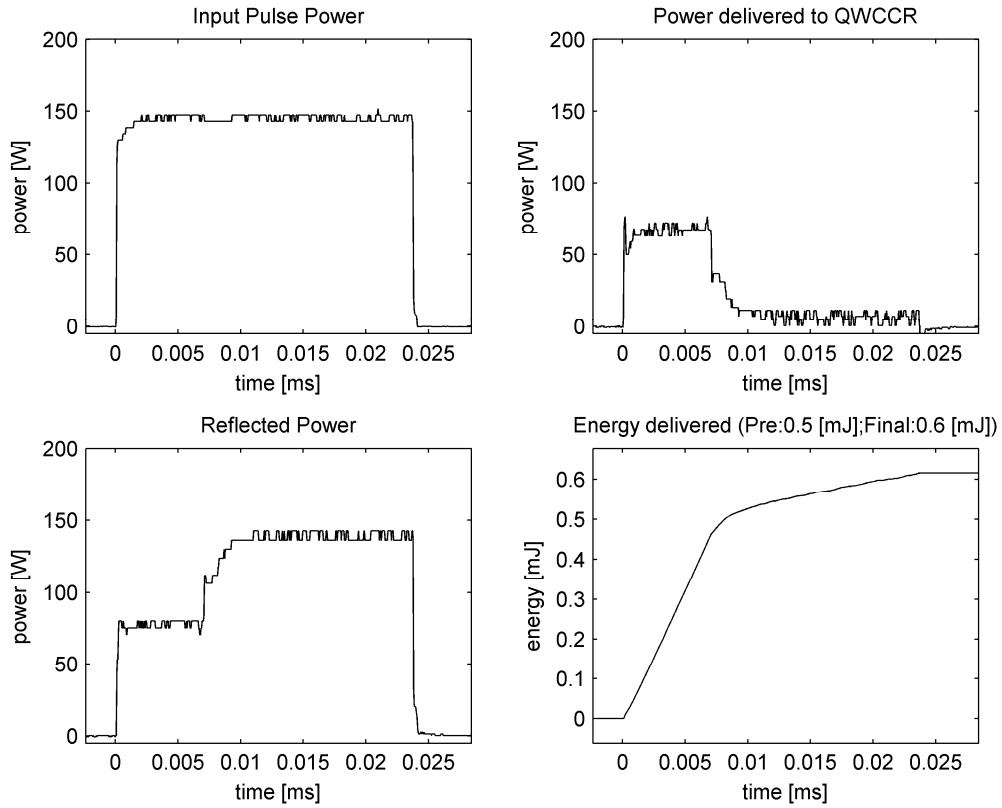 Input Pulse Power
200
150
100
50
0
power [W]
0 0.005 0.01 0.015 0.02 0.025
time [ms]
Power delivered to QWCCR
200
150
100
50
0
power [W]
0 0.005 0.01 0.015 0.02 0.025
time [ms]
Reflected Power
200
150
100
50
0
power [W]
0 0.005 0.01 0.015 0.02 0.025
time [ms]
Energy delivered (Pre:0.5 [mJ];Final:0.6 [mJ])
0.6
0.5
0.4
0.3
0.2
0.1
0
energy [mJ]
0 0.005 0.01 0.015 0.02 0.025
time [ms]